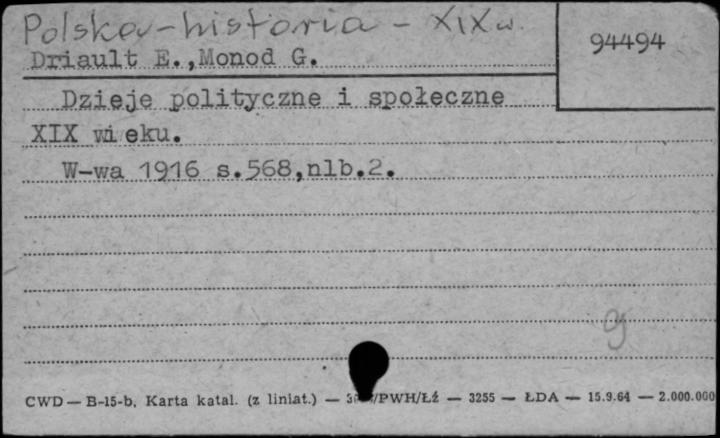 Polska - historia - XIX w.
94494
Driault E.,Monod G.
Dzieje polityczne i społeczne
XIX wieku.
W-wa 1916 s.568,nlb.2.
CWD — B-15-b, Karta katal. (z liniat.) — /PWH/Łź — 3255 — ŁDA — 15.9.64 — 2.000.000